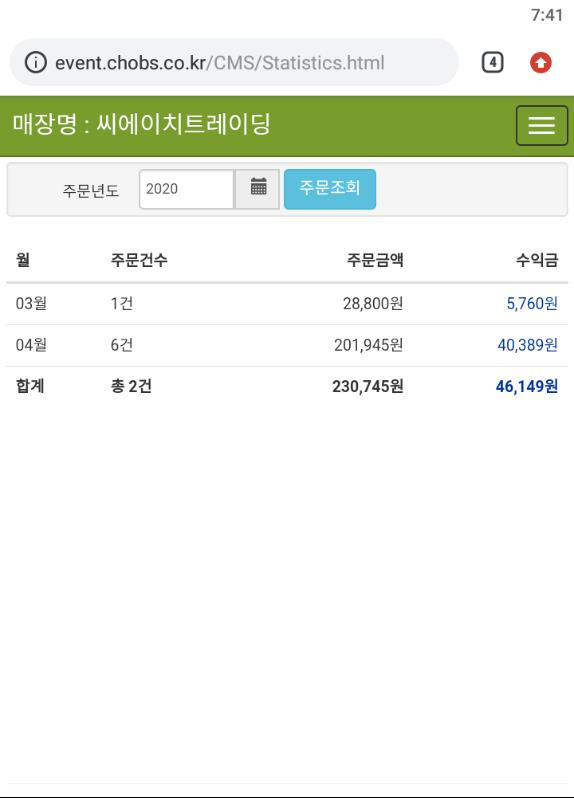 7:41
event.chobs.co.kr/CMS/Statistics.html 4
매장명 : 씨에이치트레이딩
주문년도 2020 주문조회
월 주문건수 주문금액 수익금
03월 1건 28,800원 5,760원
04월 6건 201,945원 40,389원
합계 총 2건 230,745원 46,149원